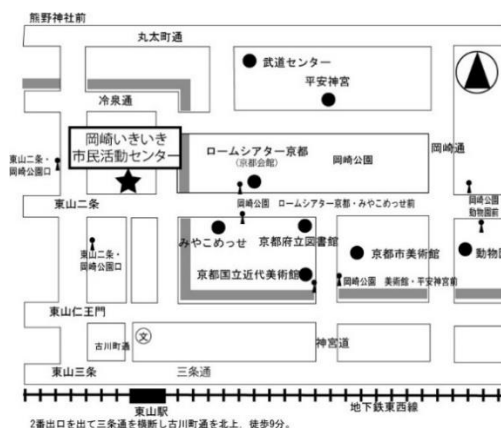 熊野神社前
丸太町通
武道センター
平安神宮
冷泉通
岡崎いきいき
市民活動センター
ロームシアター京都
(京都会館)
岡崎公園
岡崎通
東山二条・
岡崎公園口
東山二条
岡崎公園 ロームシアター京都・みやこめっせ前
岡崎公園
動物園前
みやこめっせ
京都府立図書館
東山二条・
岡崎公園口
京都市美術館
動物園
京都国立近代美術館
岡崎公園 美術館・平安神宮前
東山仁王門
文
古川町通
神宮道
東山三条
三条通
東山駅
地下鉄東西線
2番出口を出て三条通を横断し古川町通を北上、徒歩9分。